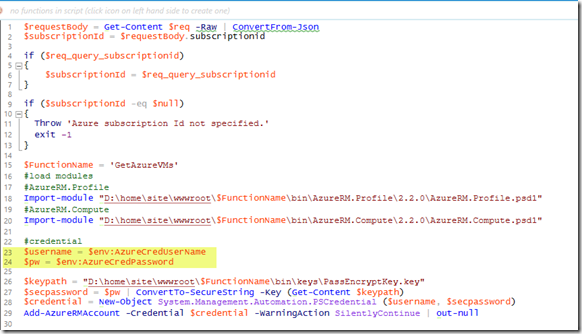 no functions in script (click icon on left hand side to create one)
1 $requestBody = Get-Content $req -Raw | ConvertFrom-Json
2 $subscriptionId = $requestBody.subscriptionid
3
4 if ($req_query_subscriptionid)
5 {
6 $subscriptionId = $req_query_subscriptionid
7 }
8
9 if ($subscriptionId -eq $null)
10 {
11 Throw 'Azure subscription Id not specified.'
12 exit -1
13 }
14
15 $FunctionName = 'GetAzureVMs'
16 #load modules
17 #AzureRM.Profile
18 Import-module "D:\home\site\wwwroot\$FunctionName\bin\AzureRM.Profile\2.2.0\AzureRM.Profile.psd1"
19 #AzureRM.Compute
20 Import-module "D:\home\site\wwwroot\$FunctionName\bin\AzureRM.Compute\2.2.0\AzureRM.Compute.psd1"
21
22 #credential
23 $username = $env:AzureCredUserName
24 $pw = $env:AzureCredPassword
25
26 $keypath = "D:\home\site\wwwroot\$FunctionName\bin\keys\PassEncryptKey.key"
27 $secpassword = $pw | ConvertTo-SecureString -Key (Get-Content $keypath)
28 $credential = New-Object System.Management.Automation.PSCredential ($username, $secpassword)
29 Add-AzureRMAccount -Credential $credential -WarningAction SilentlyContinue | out-null
30